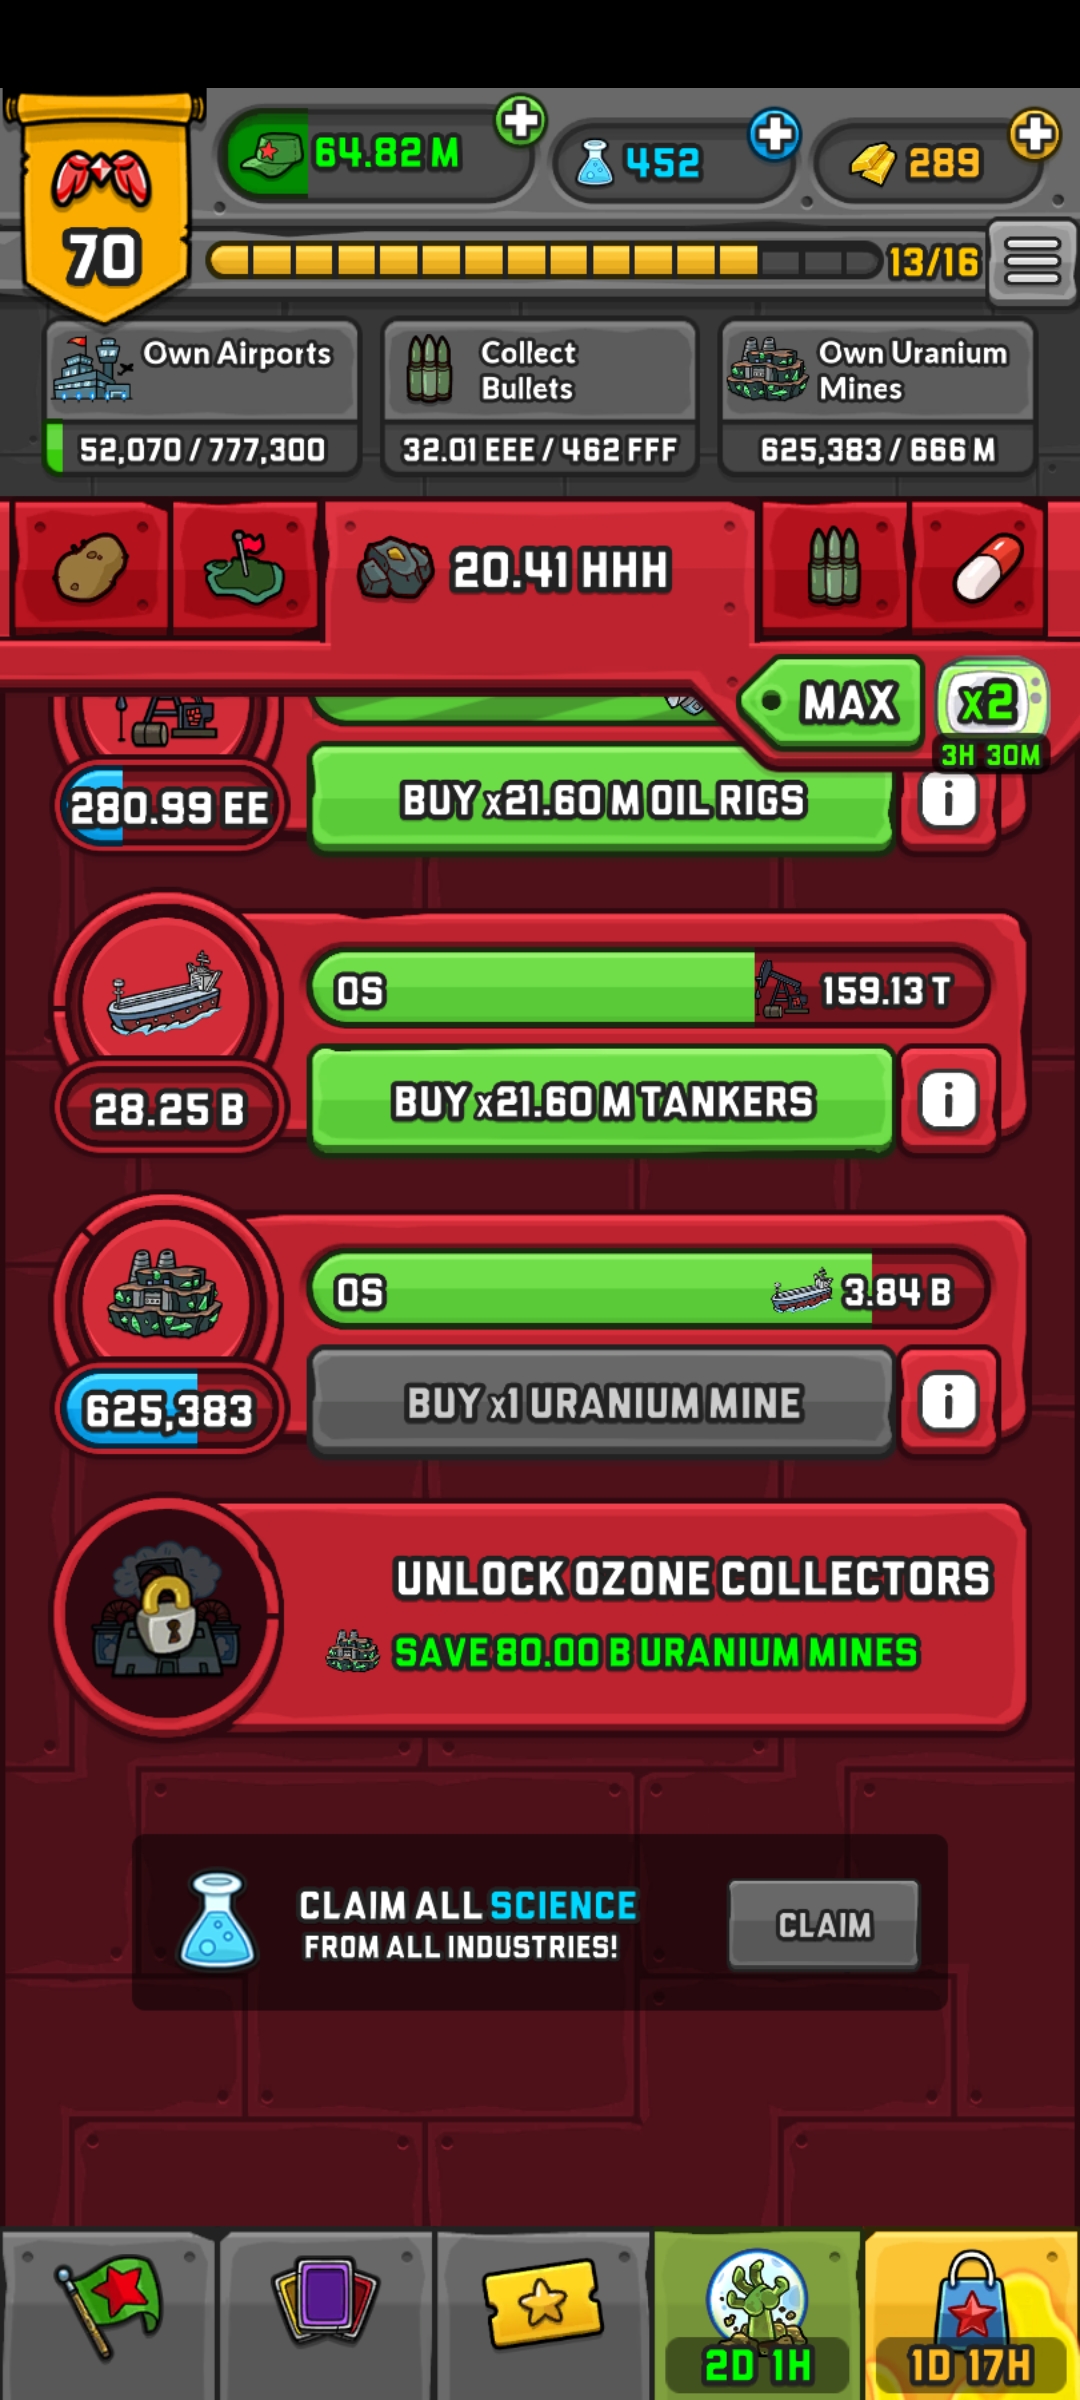 70
64.82 M
452
289
13/16
Own Airports
52,070 / 777,300
Collect
Bullets
32.01 EEE / 462 FFF
Own Uranium
Mines
625,383 / 666 M
20.41 HHH
MAX
x2
3H 30M
280.99 EE
BUY x21.60 M OIL RIGS
i
0S
159.13 T
28.25 B
BUY x21.60 M TANKERS
i
0S
3.84 B
625,383
BUY x1 URANIUM MINE
i
UNLOCK OZONE COLLECTORS
SAVE 80.00 B URANIUM MINES
CLAIM ALL SCIENCE
FROM ALL INDUSTRIES!
CLAIM
2D 1H
1D 17H